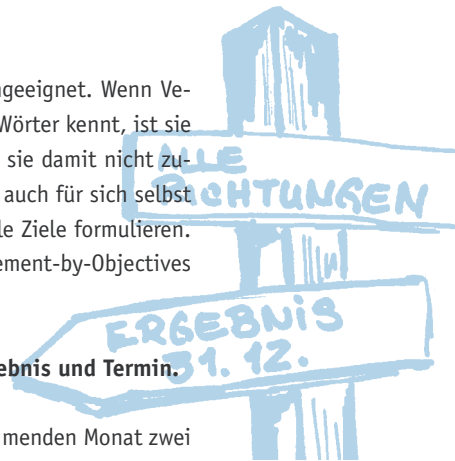 geeignet. Wenn Ve-
Wörter kennt, ist sie
sie damit nicht zu-
auch für sich selbst
le Ziele formulieren.
ement-by-Objectives
ebnis und Termin.
menden Monat zwei
ALLE
RICHTUNGEN
ERGEBNiS
31. 12.